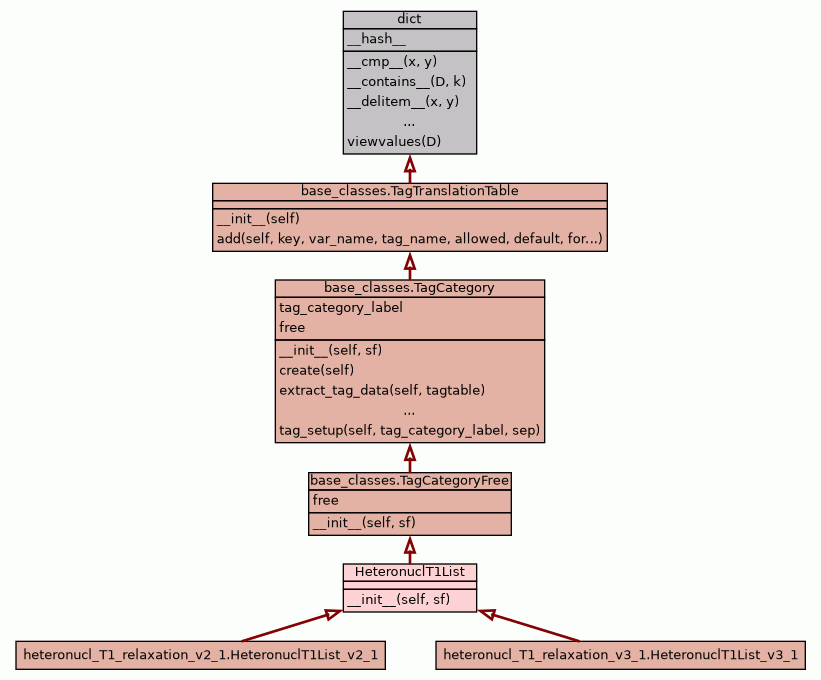 dict
__hash__
__cmp__(x, y)
__contains__(D, k)
__delitem__(x, y)
...
viewvalues(D)
base_classes.TagTranslationTable
__init__(self)
add(self, key, var_name, tag_name, allowed, default, for...)
base_classes.TagCategory
tag_category_label
free
__init__(self, sf)
create(self)
extract_tag_data(self, tagtable)
...
tag_setup(self, tag_category_label, sep)
base_classes.TagCategoryFree
free
__init__(self, sf)
HeteronuclT1List
__init__(self, sf)
heteronucl_T1_relaxation_v2_1.HeteronuclT1List_v2_1
heteronucl_T1_relaxation_v3_1.HeteronuclT1List_v3_1